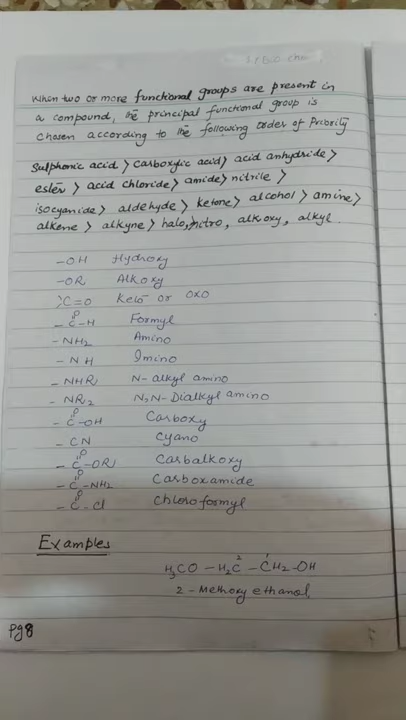 When two or more functional groups are present in
a compound, the principal functional group is
chosen according to the following order of Priority
Sulphonic acid > carboxylic acid > acid anhydride >
ester > acid chloride > amide > nitrile >
isocyanide > aldehyde > ketone > alcohol > amine >
alkene > alkyne > halo, nitro, alkoxy, alkyl.
-OH Hydroxy
-OR Alkoxy
>C=O Keto or oxo
-C(=O)-H Formyl
-NH2 Amino
-NH Imino
-NHR N-alkyl amino
-NR2 N,N-Dialkyl amino
-C(=O)-OH Carboxy
-CN Cyano
-C(=O)-OR Carbalkoxy
-C(=O)-NH2 Carboxamide
-C(=O)-Cl Chloroformyl
Examples
H3CO-H2C²-C¹H2-OH
2-Methoxy ethanol
Pg 8